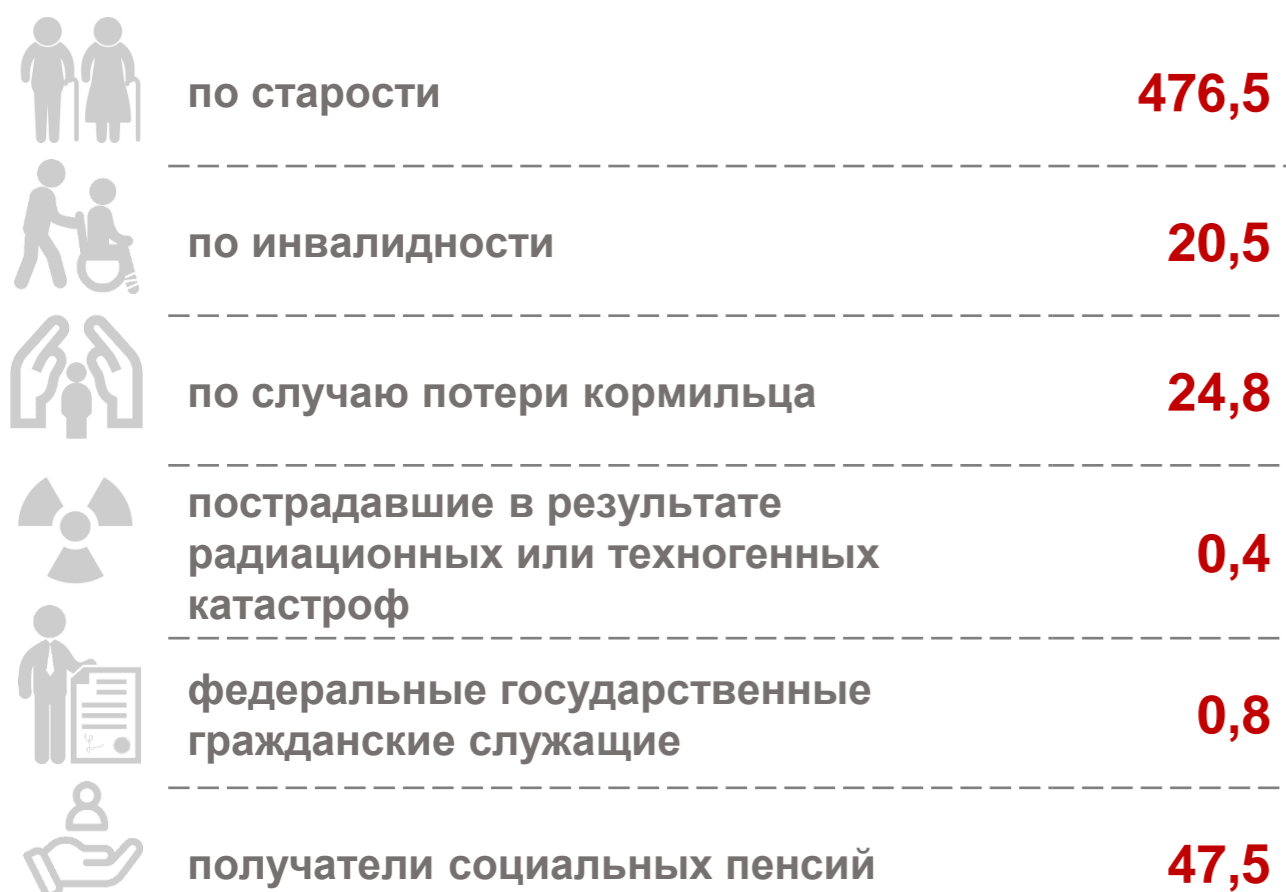 по старости
476,5
по инвалидности
20,5
по случаю потери кормильца
24,8
пострадавшие в результате
радиационных или техногенных
катастроф
0,4
федеральные государственные
гражданские служащие
0,8
получатели социальных пенсий
47,5